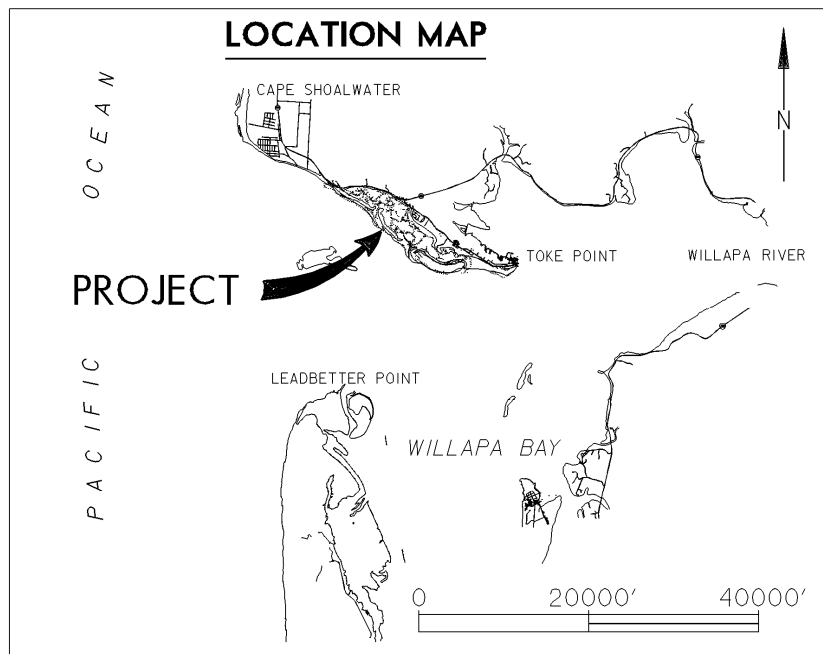 LOCATION MAP
CAPE SHOALWATER
OCEAN
N
TOKE POINT
WILLAPA RIVER
PROJECT
PACIFIC
LEADBETTER POINT
WILLAPA BAY
0 20000' 40000'